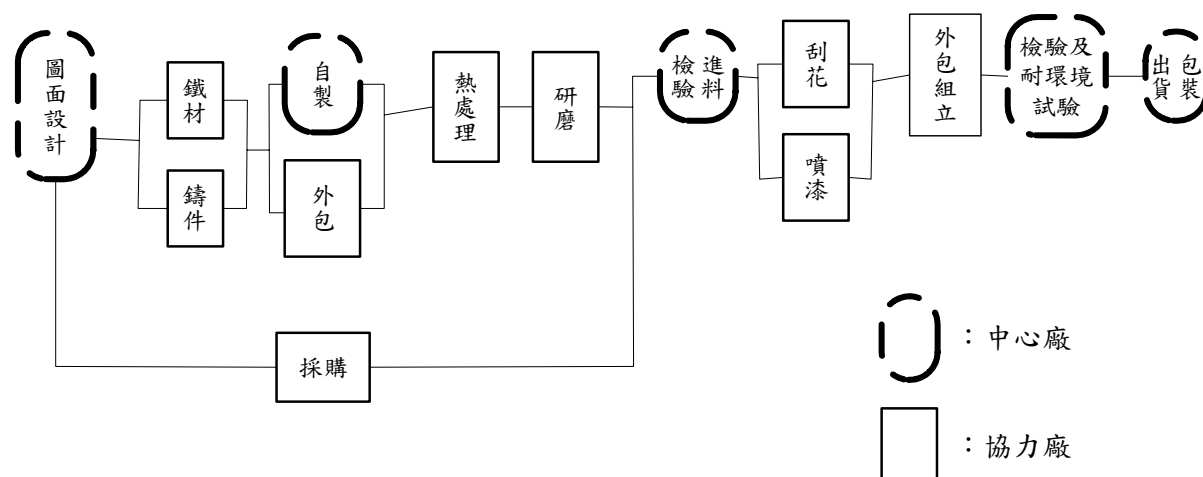 圖面設計
鐵材
鑄件
自製
外包
熱處理
研磨
採購
進料
檢驗
刮花
噴漆
外包組立
檢驗及
耐環境
試驗
包裝
出貨
：中心廠
：協力廠